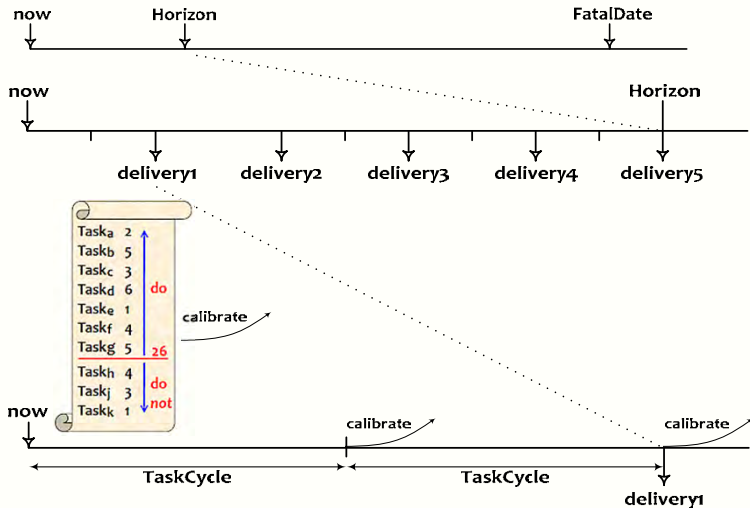 now Horizon FatalDate
now Horizon
delivery1 delivery2 delivery3 delivery4 delivery5
Taska 2
Taskb 5
Taskc 3
Taskd 6
do
Taske 1
Taskf 4
calibrate
Taskg 5
26
Taskh 4
do
Taskj 3
not
Taskk 1
now
calibrate calibrate
TaskCycle TaskCycle
delivery1